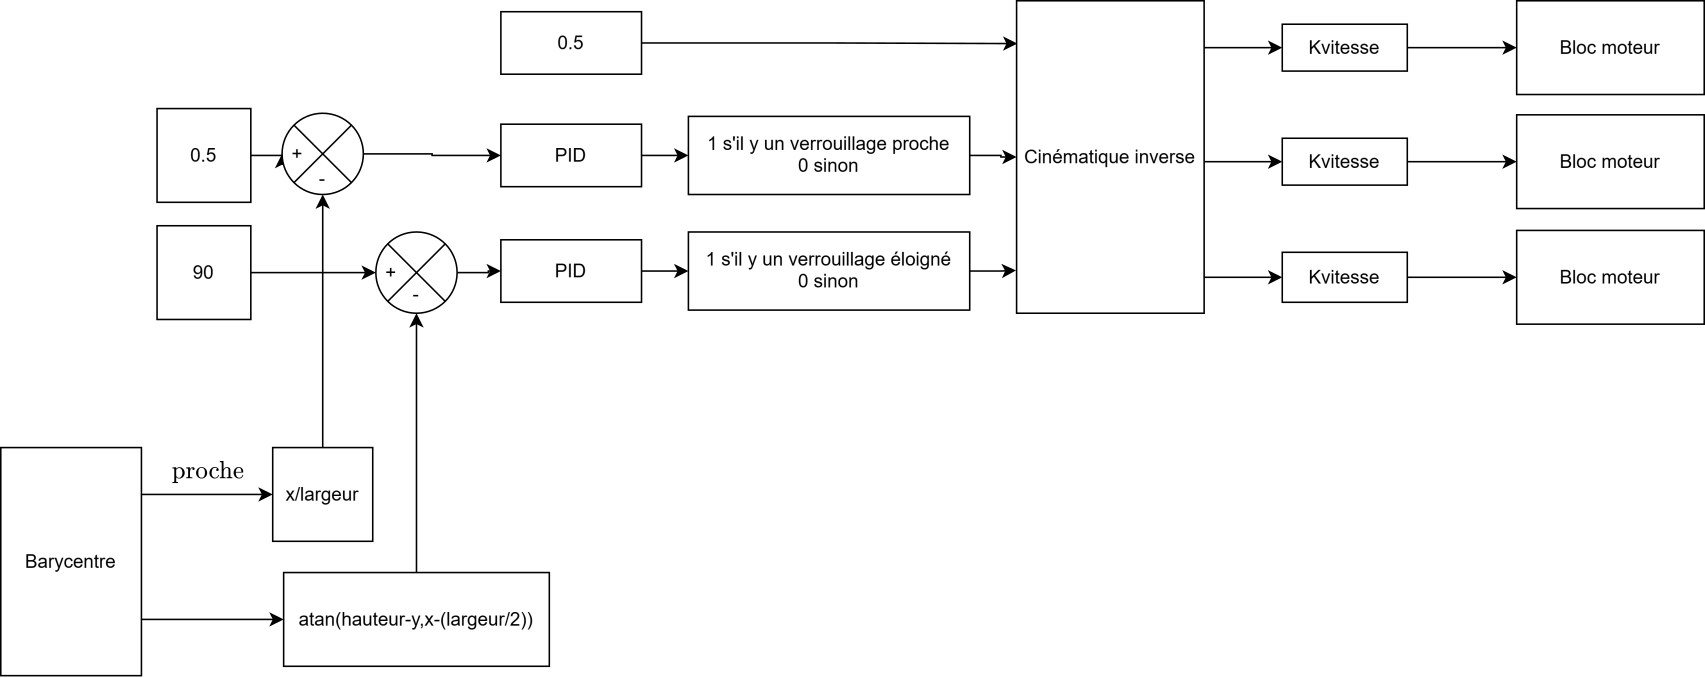 0.5
Kvitesse
Bloc moteur
0.5
+
-
PID
1 s'il y un verrouillage proche
0 sinon
Cinématique inverse
Kvitesse
Bloc moteur
90
+
-
PID
1 s'il y un verrouillage éloigné
0 sinon
Kvitesse
Bloc moteur
proche
x/largeur
Barycentre
atan(hauteur-y,x-(largeur/2))